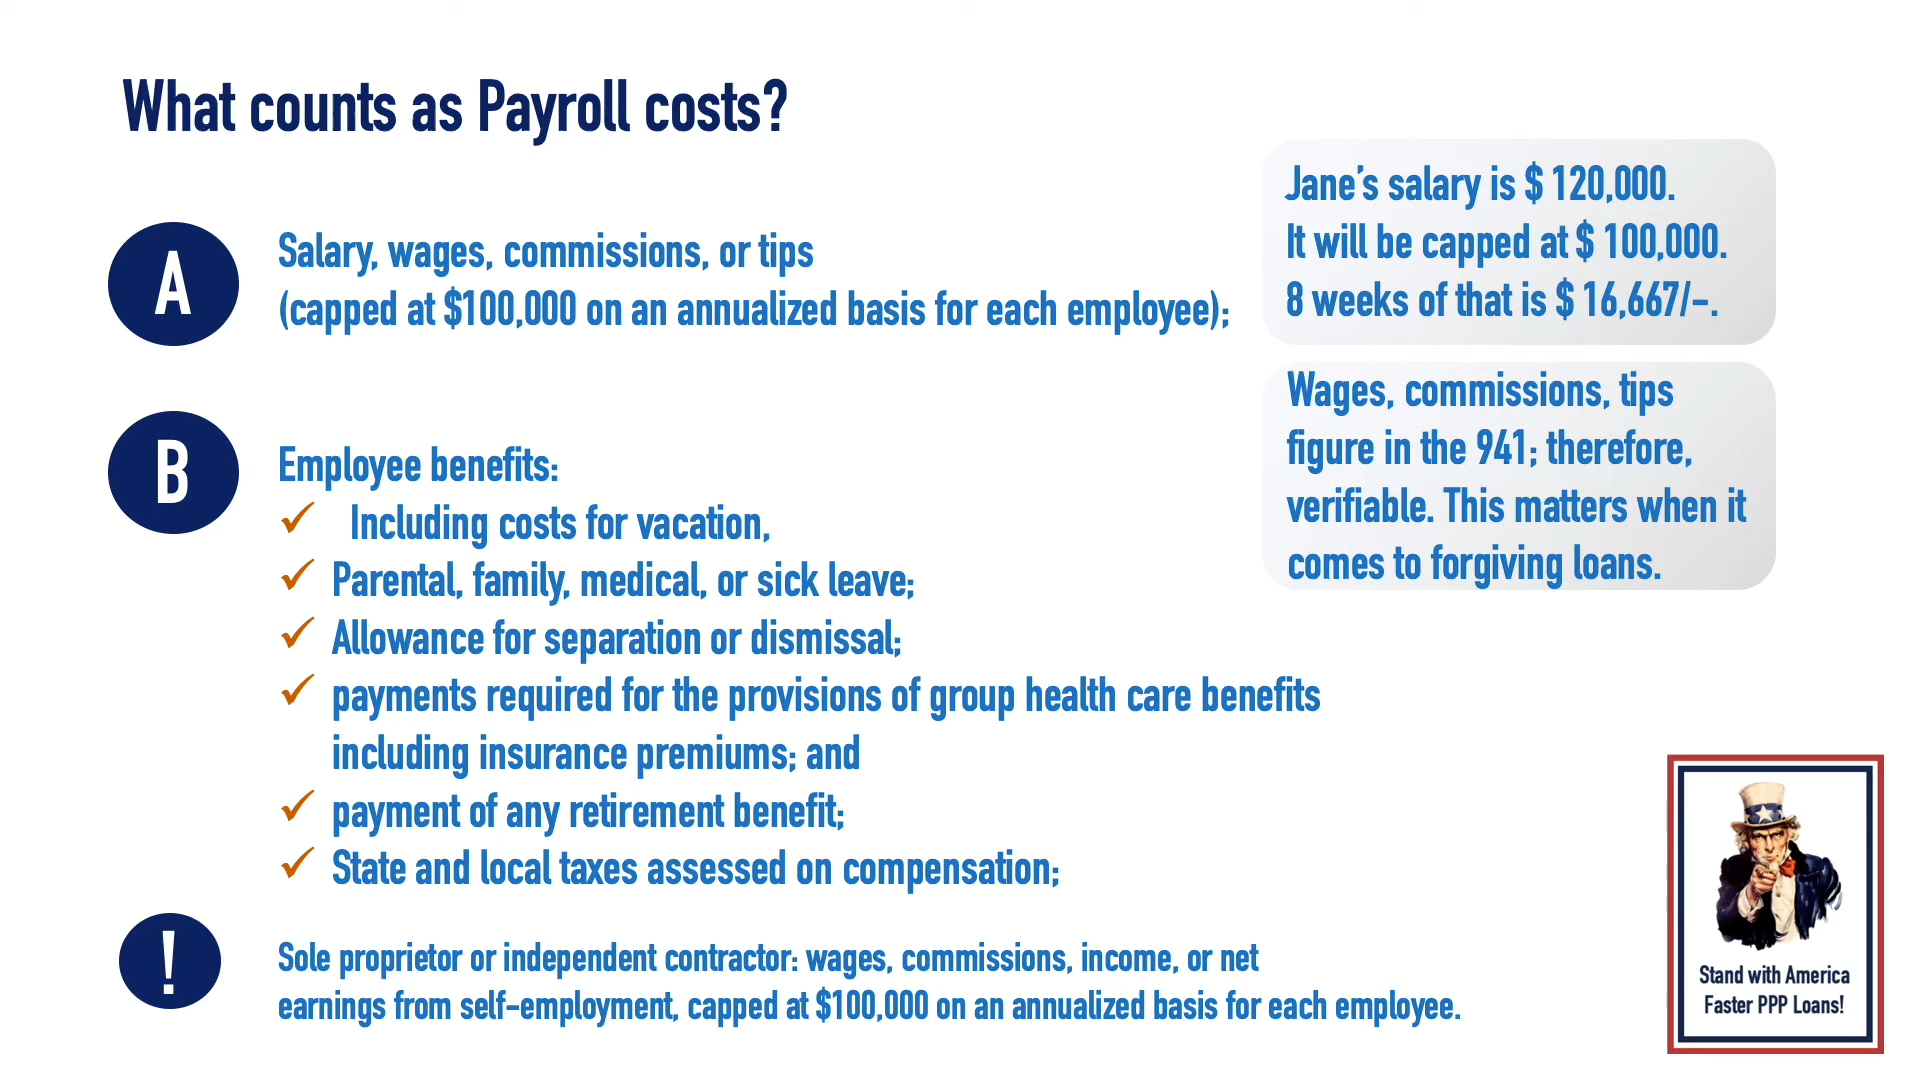 What counts as Payroll costs?
A
Salary, wages, commissions, or tips
(capped at $100,000 on an annualized basis for each employee);
Jane's salary is $ 120,000.
It will be capped at $ 100,000.
8 weeks of that is $ 16,667/-.
Wages, commissions, tips
figure in the 941; therefore,
verifiable. This matters when it
comes to forgiving loans.
B
Employee benefits:
✓ Including costs for vacation,
✓ Parental, family, medical, or sick leave;
✓ Allowance for separation or dismissal;
✓ payments required for the provisions of group health care benefits
including insurance premiums; and
✓ payment of any retirement benefit;
✓ State and local taxes assessed on compensation;
!
Sole proprietor or independent contractor: wages, commissions, income, or net
earnings from self-employment, capped at $100,000 on an annualized basis for each employee.
Stand with America
Faster PPP Loans!